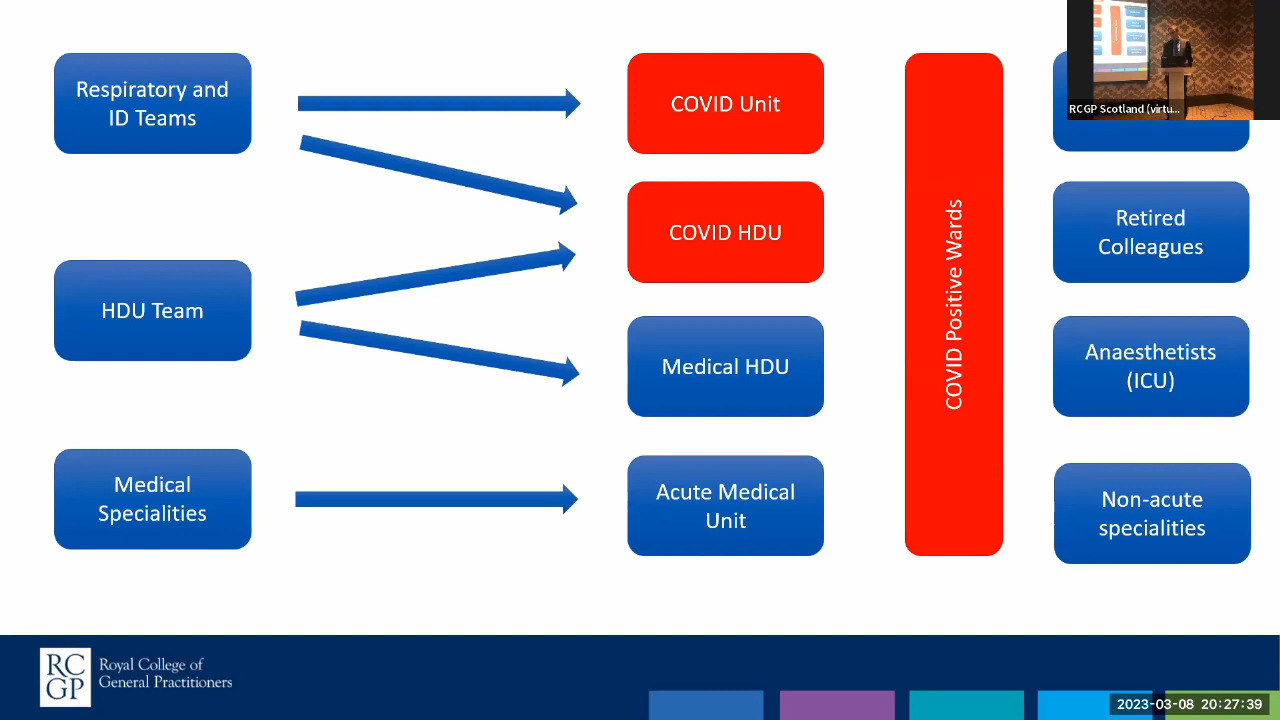 Respiratory and
ID Teams
HDU Team
Medical
Specialities
COVID Unit
COVID HDU
Medical HDU
Acute Medical
Unit
COVID Positive Wards
RCGP Scotland (virtu...
Retired
Colleagues
Anaesthetists
(ICU)
Non-acute
specialities
RC
GP
Royal College of
General Practitioners
2023-03-08 20:27:39